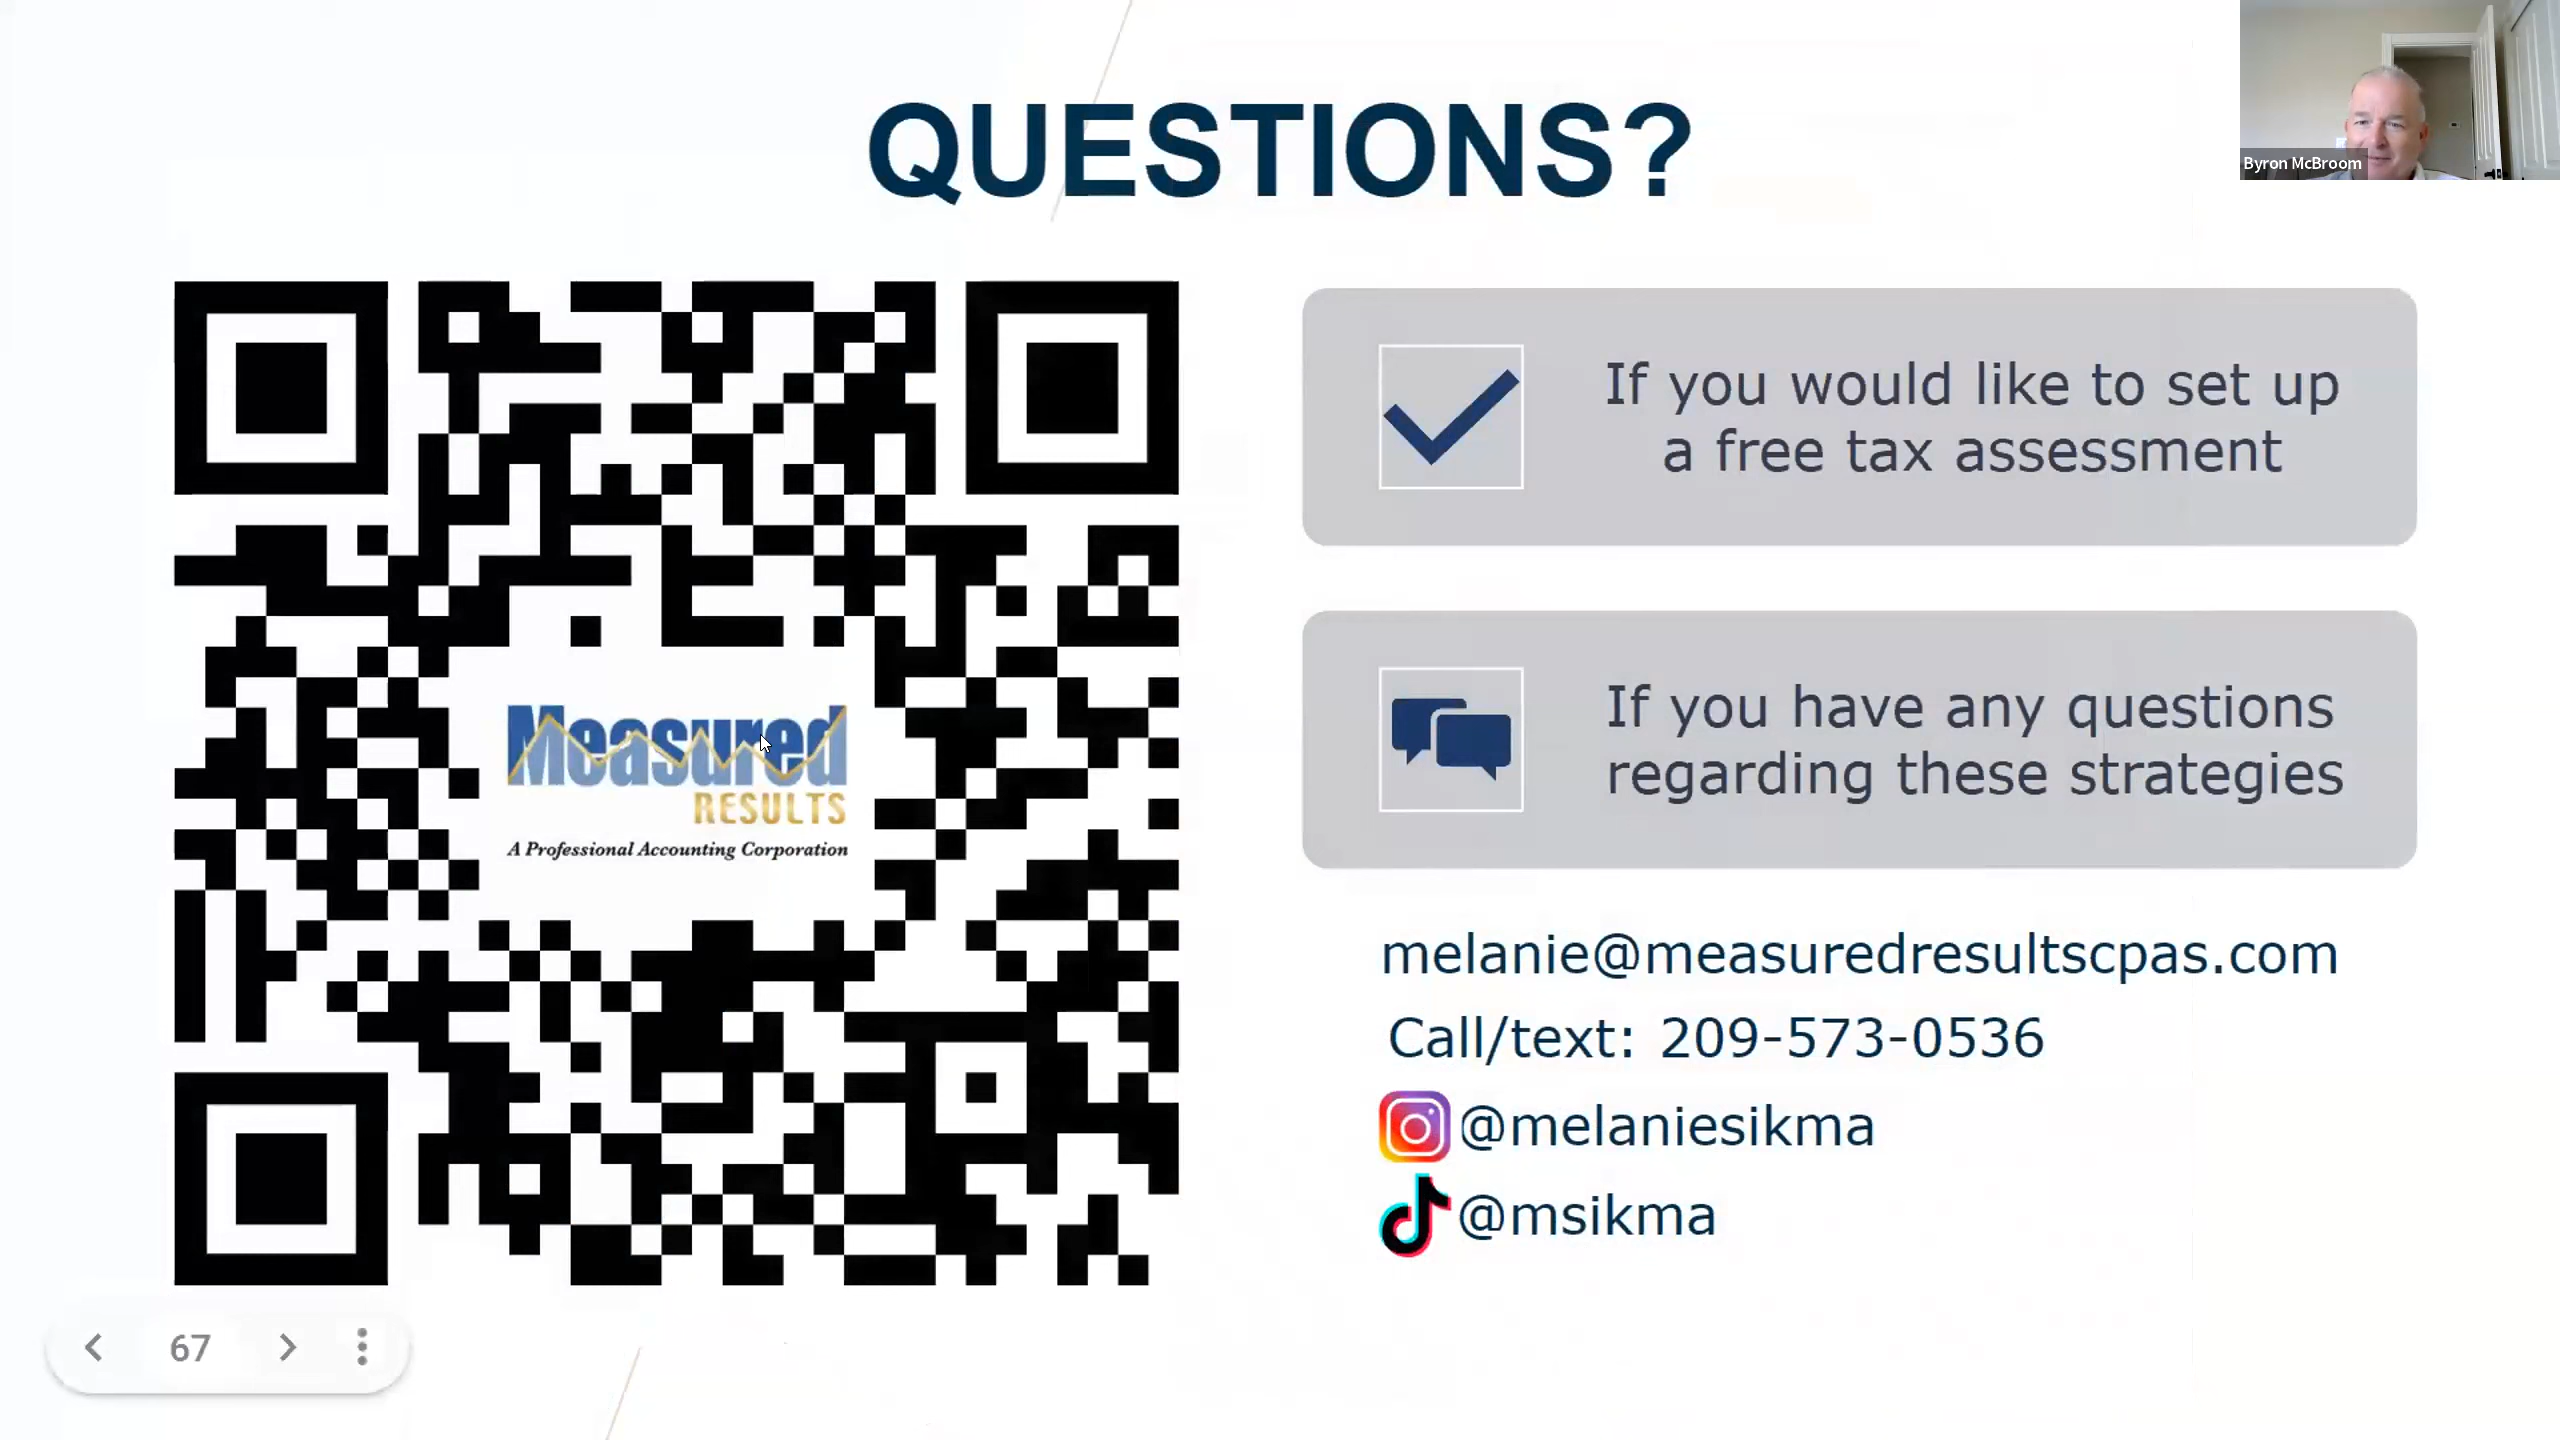 QUESTIONS?
Byron McBroom
If you would like to set up
a free tax assessment
Measured
RESULTS
A Professional Accounting Corporation
If you have any questions
regarding these strategies
melanie@measuredresultscpas.com
Call/text: 209-573-0536
@melaniesikma
@msikma
67